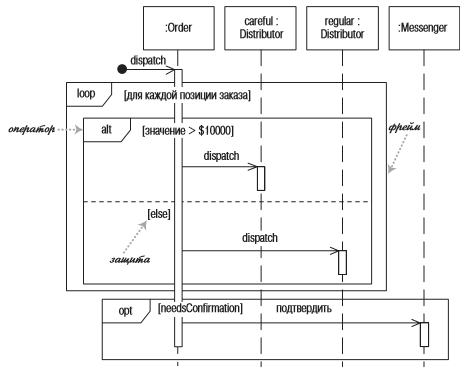 :Order
careful :
Distributor
regular :
Distributor
:Messenger
dispatch
loop
[для каждой позиции заказа]
оператор
alt
[значение > $10000]
фрейм
dispatch
[else]
dispatch
защита
opt
[needsConfirmation]
подтвердить